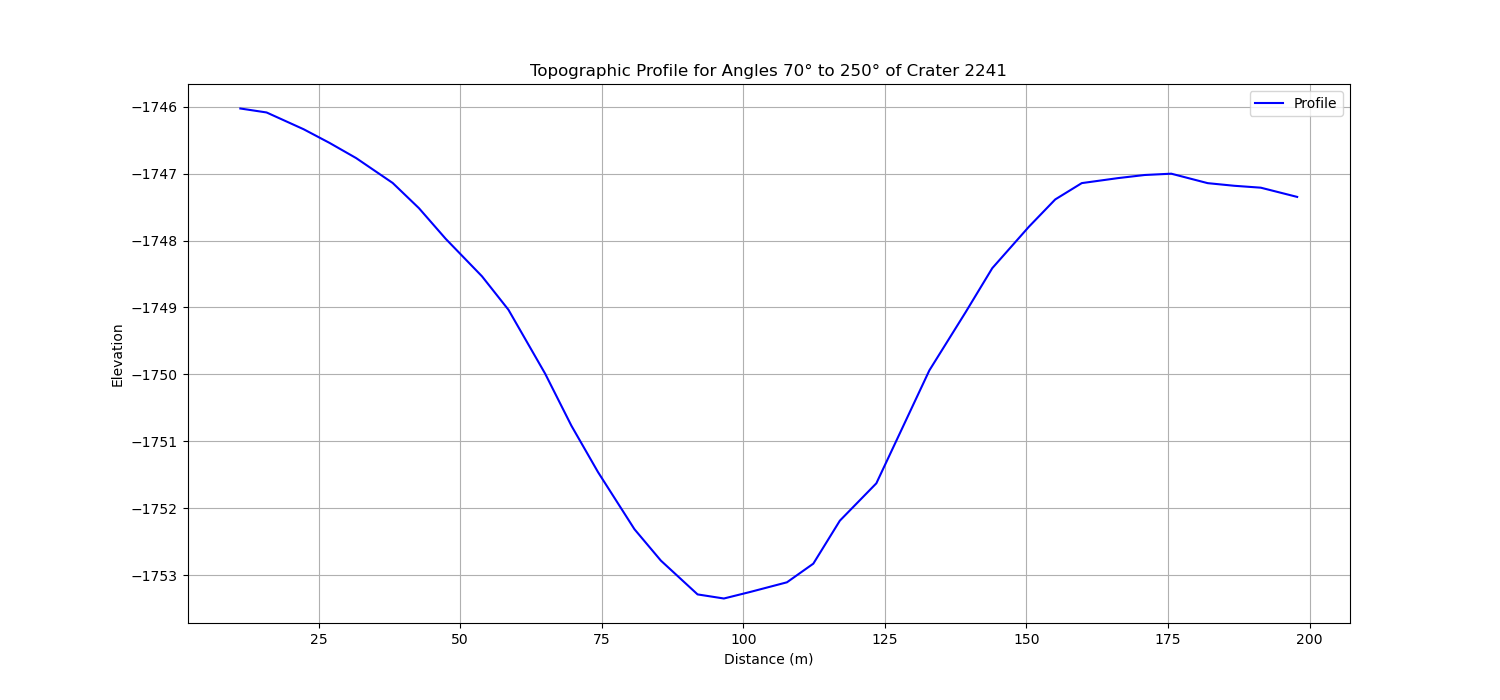 Topographic Profile for Angles 70° to 250° of Crater 2241
Profile
Elevation
−1746
−1747
−1748
−1749
−1750
−1751
−1752
−1753
25 50 75 100 125 150 175 200
Distance (m)